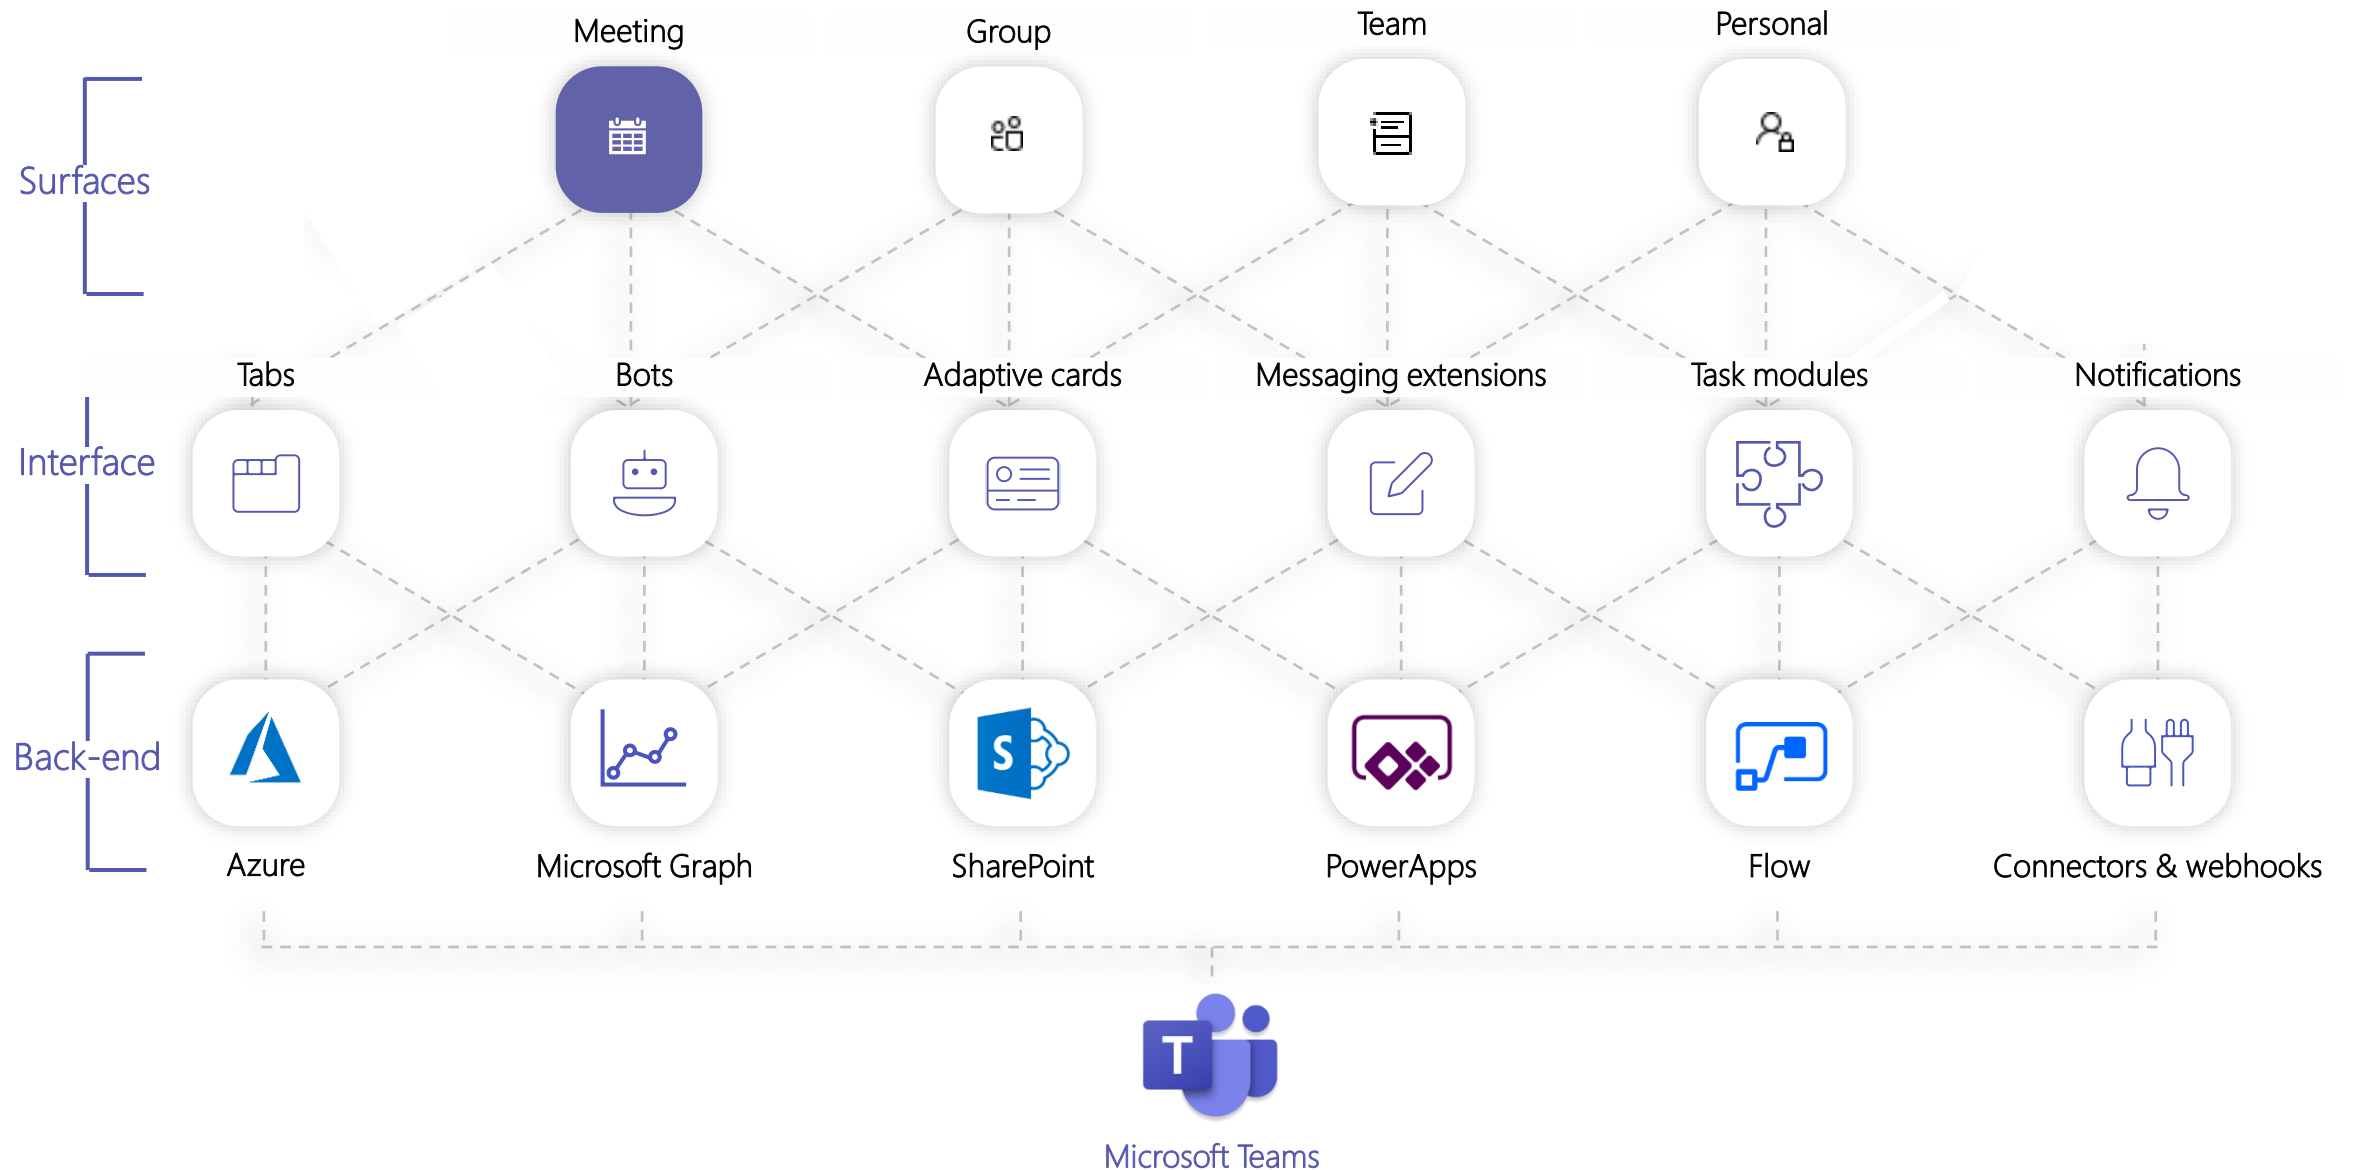 Meeting
Group
Team
Personal
Surfaces
Tabs
Bots
Adaptive cards
Messaging extensions
Task modules
Notifications
Interface
S
Back-end
Azure
Microsoft Graph
SharePoint
PowerApps
Flow
Connectors & webhooks
T
Microsoft Teams